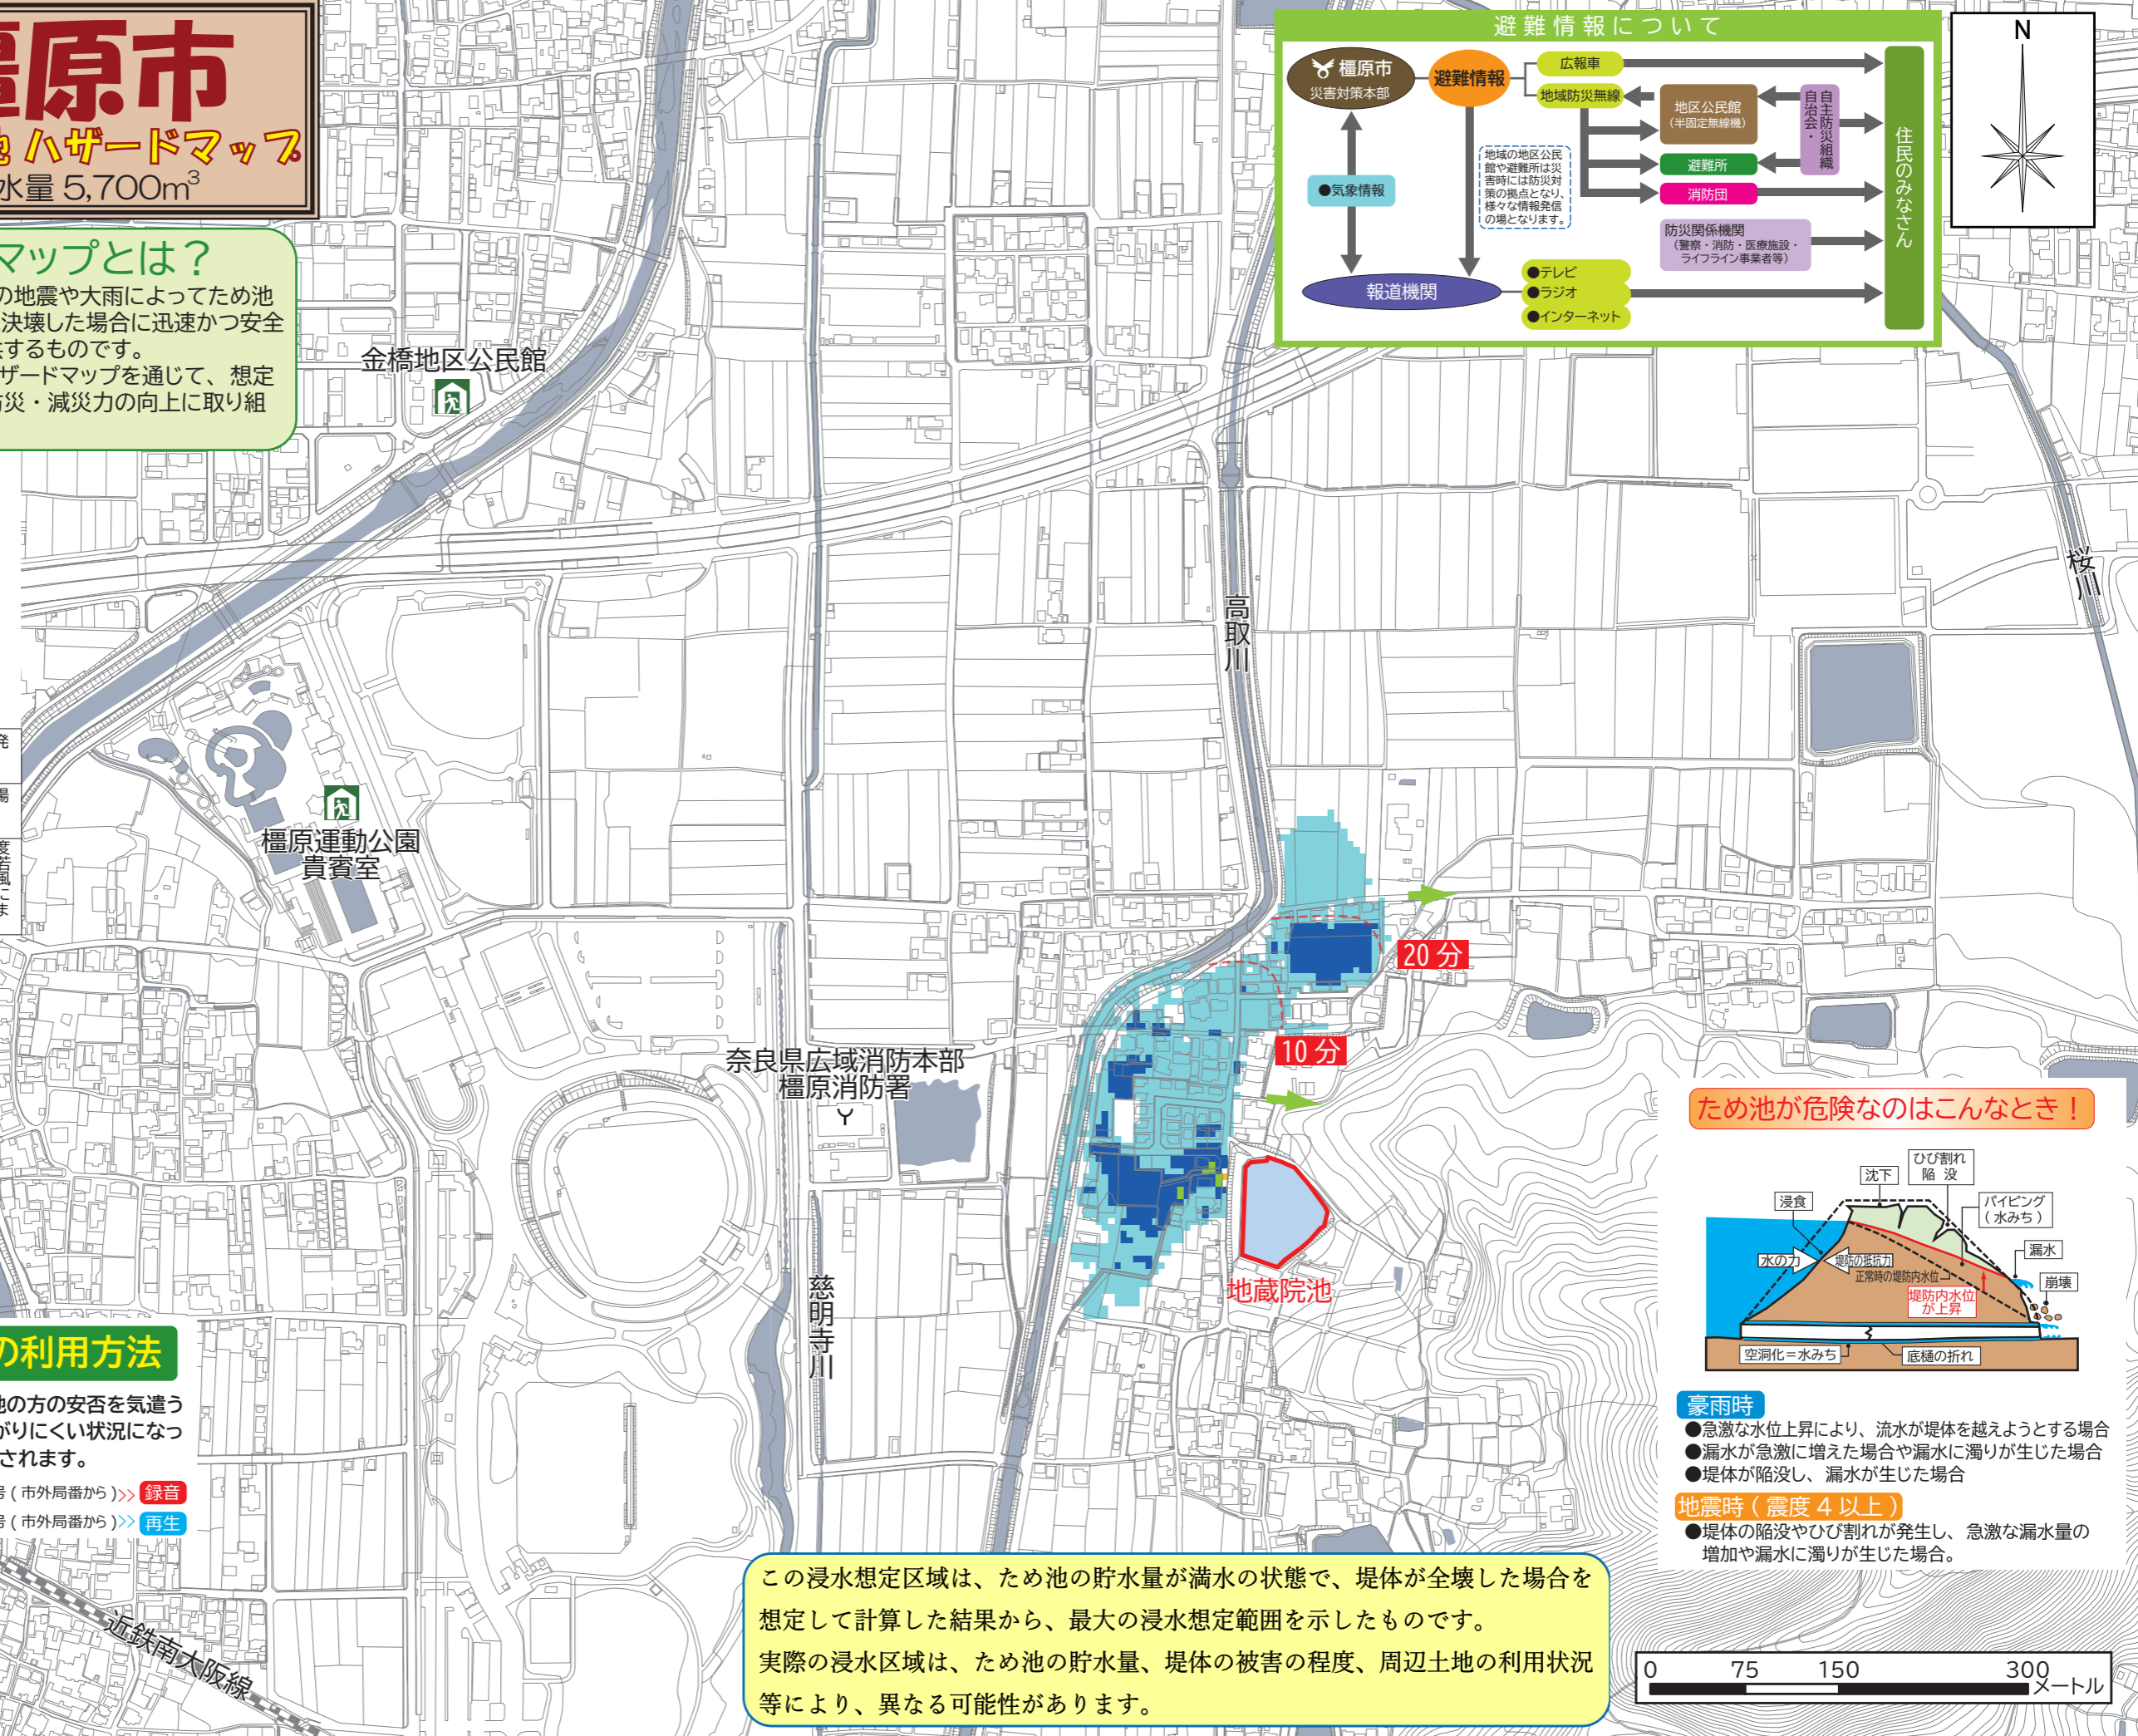 橿原市
池 ハザードマップ
水量 5,700m³
マップとは？
の地震や大雨によってため池
決壊した場合に迅速かつ安全
するものです。
ザードマップを通じて、想定
防災・減災力の向上に取り組
金橋地区公民館
避難情報について
橿原市
災害対策本部
避難情報
広報車
地域防災無線
地区公民館
（半固定無線機）
自主防災組織
自治会・
避難所
消防団
●気象情報
地域の地区公民
館や避難所は災
害時には防災対
策の拠点となり、
様々な情報発信
の場となります。
防災関係機関
（警察・消防・医療施設・
ライフライン事業者等）
報道機関
●テレビ
●ラジオ
●インターネット
住民のみなさん
N
桜川
高取川
発
場
度
若
風
に
ま
橿原運動公園
貴賓室
20 分
10 分
奈良県広域消防本部
橿原消防署
地蔵院池
慈明寺川
の利用方法
地の方の安否を気遣う
がりにくい状況になっ
されます。
号 ( 市外局番から )>> 録音
号 ( 市外局番から )>> 再生
近鉄南大阪線
ため池が危険なのはこんなとき！
ひび割れ
陥 没
沈下
浸食
パイピング
（ 水みち ）
漏水
水の力
堤防の抵抗力
正常時の堤防内水位
崩壊
堤防内水位
が上昇
空洞化＝水みち
底樋の折れ
豪雨時
●急激な水位上昇により、流水が堤体を越えようとする場合
●漏水が急激に増えた場合や漏水に濁りが生じた場合
●堤体が陥没し、漏水が生じた場合
地震時 ( 震度 4 以上 )
●堤体の陥没やひび割れが発生し、急激な漏水量の
増加や漏水に濁りが生じた場合。
この浸水想定区域は、ため池の貯水量が満水の状態で、堤体が全壊した場合を
想定して計算した結果から、最大の浸水想定範囲を示したものです。
実際の浸水区域は、ため池の貯水量、堤体の被害の程度、周辺土地の利用状況
等により、異なる可能性があります。
0 75 150 300
メートル